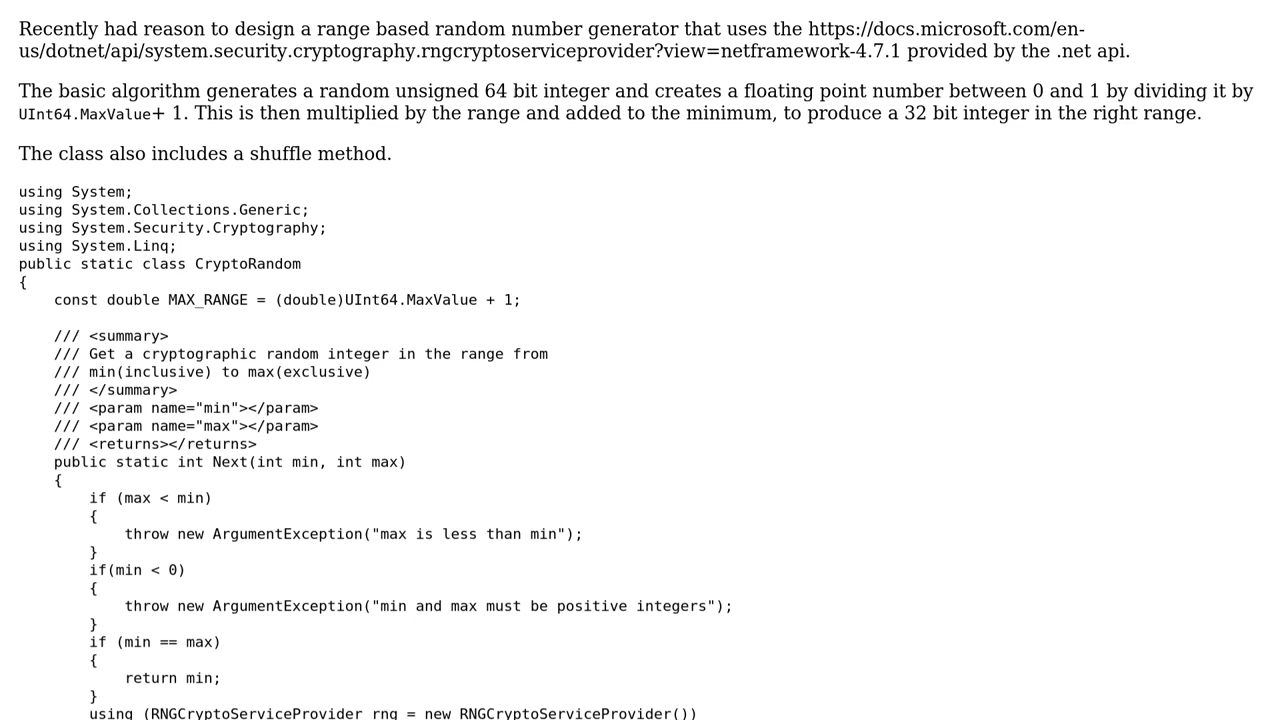 Recently had reason to design a range based random number generator that uses the https://docs.microsoft.com/en-
us/dotnet/api/system.security.cryptography.rngcryptoserviceprovider?view=netframework-4.7.1 provided by the .net api.
The basic algorithm generates a random unsigned 64 bit integer and creates a floating point number between 0 and 1 by dividing it by
UInt64.MaxValue+ 1. This is then multiplied by the range and added to the minimum, to produce a 32 bit integer in the right range.
The class also includes a shuffle method.
using System;
using System.Collections.Generic;
using System.Security.Cryptography;
using System.Linq;
public static class CryptoRandom
{
    const double MAX_RANGE = (double)UInt64.MaxValue + 1;
    /// <summary>
    /// Get a cryptographic random integer in the range from
    /// min(inclusive) to max(exclusive)
    /// </summary>
    /// <param name="min"></param>
    /// <param name="max"></param>
    /// <returns></returns>
    public static int Next(int min, int max)
    {
        if (max < min)
        {
            throw new ArgumentException("max is less than min");
        }
        if(min < 0)
        {
            throw new ArgumentException("min and max must be positive integers");
        }
        if (min == max)
        {
            return min;
        }
        using (RNGCryptoServiceProvider rng = new RNGCryptoServiceProvider())